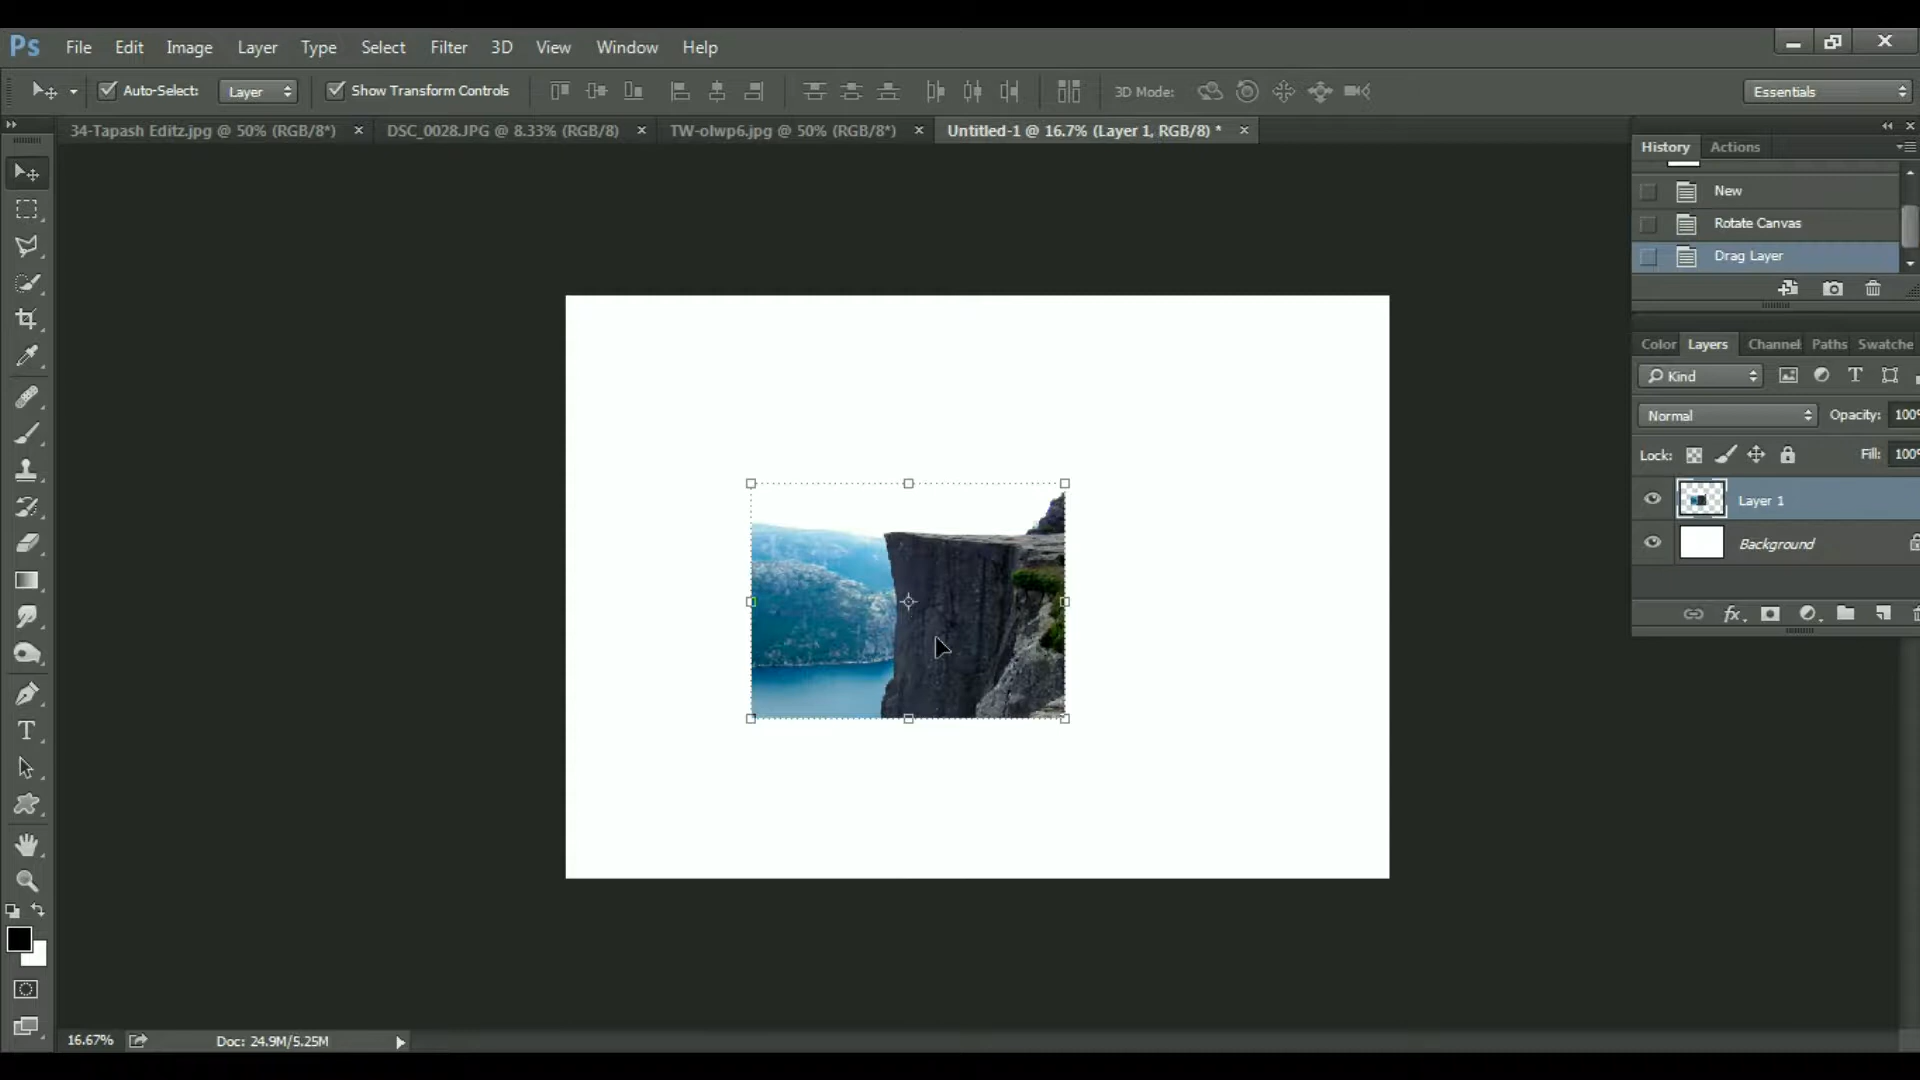 Ps File Edit Image Layer Type Select Filter 3D View Window Help
Auto-Select: Layer Show Transform Controls 3D Mode: Essentials
34-Tapash Editz.jpg @ 50% (RGB/8*) DSC_0028.JPG @ 8.33% (RGB/8) TW-olwp6.jpg @ 50% (RGB/8*) Untitled-1 @ 16.7% (Layer 1, RGB/8) *
History Actions
New
Rotate Canvas
Drag Layer
Color Layers Channel Paths Swatche
Kind
Normal Opacity: 100%
Lock: Fill: 100%
Layer 1
Background
fx
16.67% Doc: 24.9M/5.25M